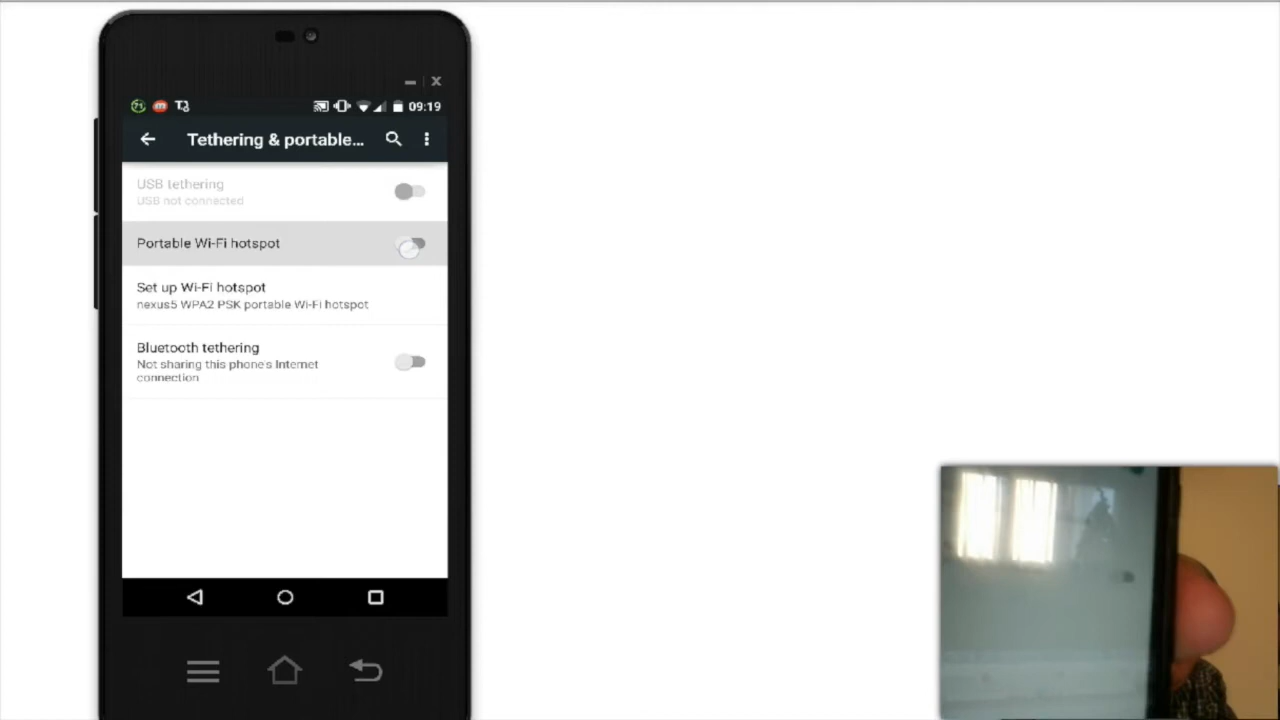 71 m 09:19
Tethering & portable...
USB tethering
USB not connected
Portable Wi-Fi hotspot
Set up Wi-Fi hotspot
nexus5 WPA2 PSK portable Wi-Fi hotspot
Bluetooth tethering
Not sharing this phone's Internet
connection